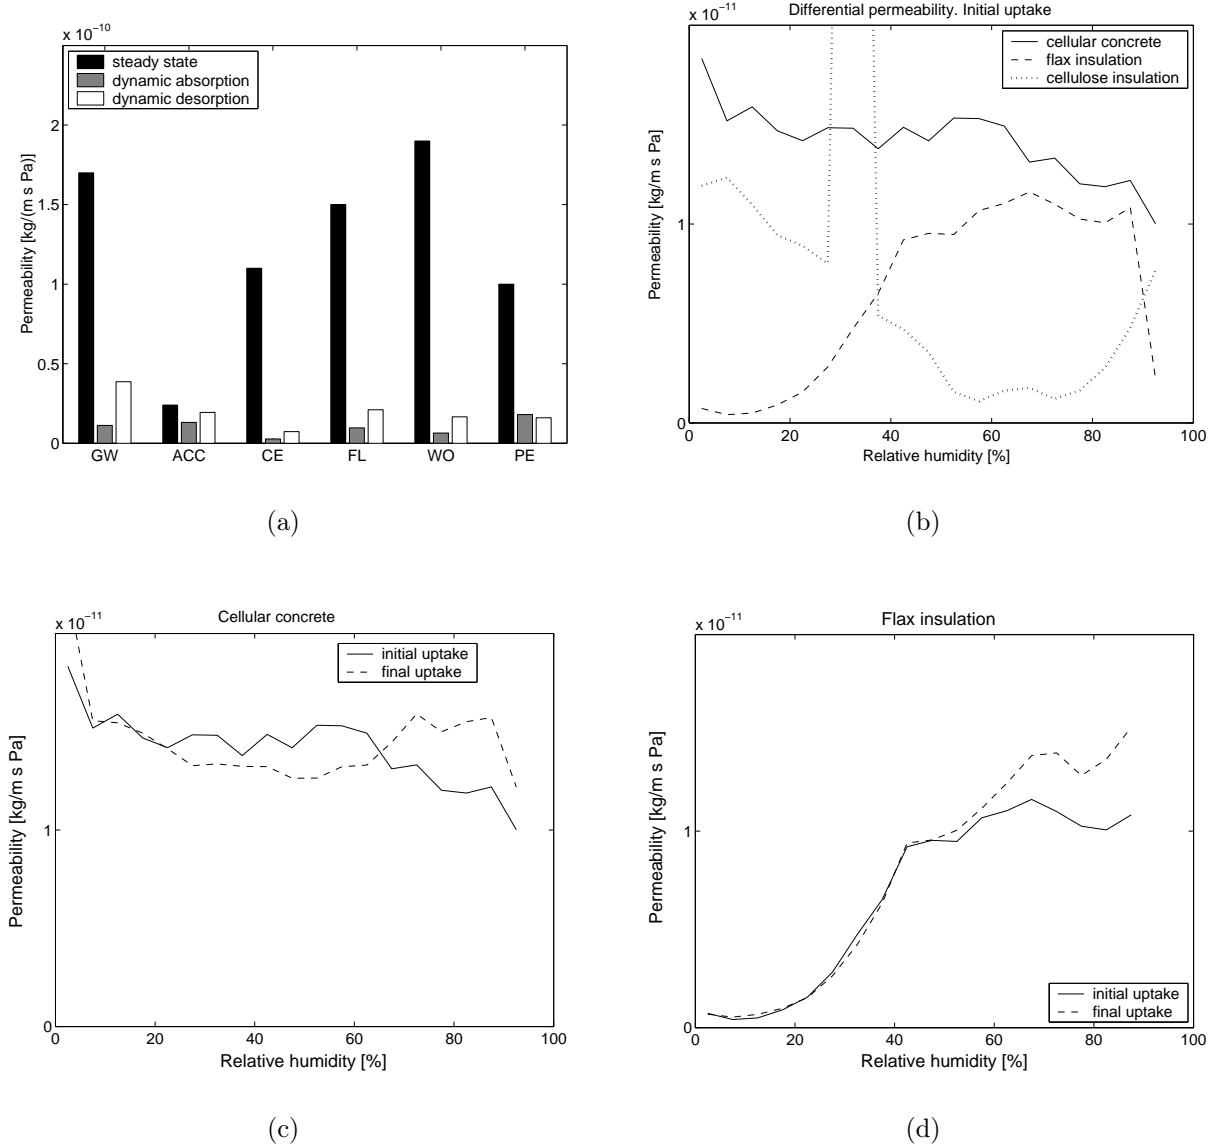 x 10⁻¹⁰
steady state
dynamic absorption
dynamic desorption
Permeability [kg/(m s Pa)]
2
1.5
1
0.5
0
GW ACC CE FL WO PE
(a)
Differential permeability. Initial uptake
x 10⁻¹¹
cellular concrete
flax insulation
cellulose insulation
Permeability [kg/m s Pa]
1
0
0 20 40 60 80 100
Relative humidity [%]
(b)
Cellular concrete
x 10⁻¹¹
initial uptake
final uptake
Permeability [kg/m s Pa]
1
0
0 20 40 60 80 100
Relative humidity [%]
(c)
Flax insulation
x 10⁻¹¹
Permeability [kg/m s Pa]
1
initial uptake
final uptake
0
0 20 40 60 80 100
Relative humidity [%]
(d)